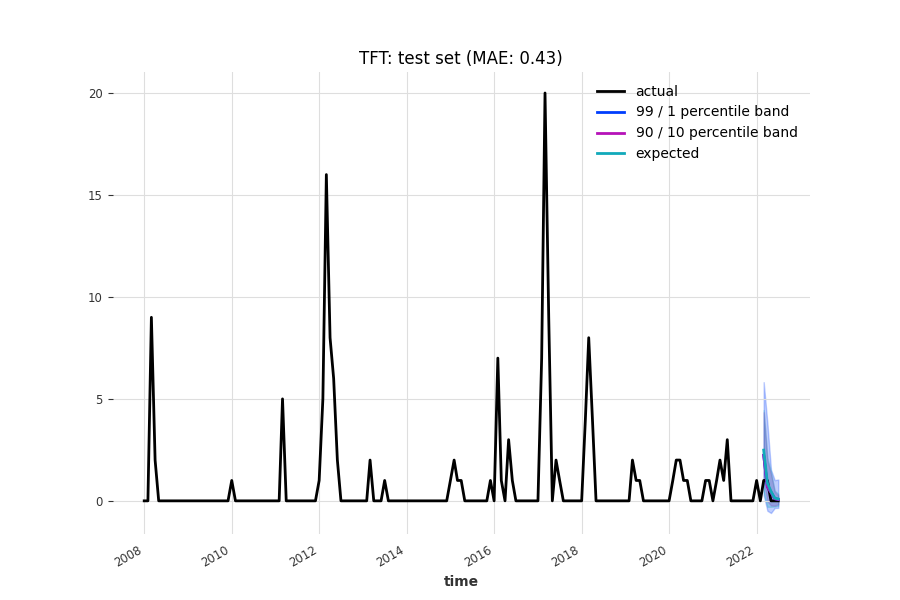 TFT: test set (MAE: 0.43)
actual
99 / 1 percentile band
90 / 10 percentile band
expected
20
15
10
5
0
2008
2010
2012
2014
2016
2018
2020
2022
time